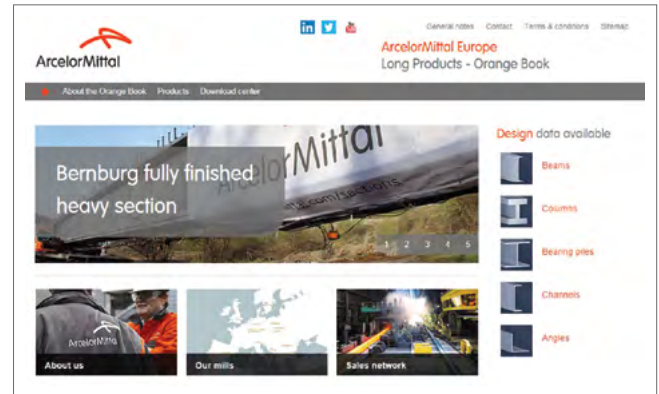 General notes Contact Terms & conditions Sitemap
ArcelorMittal
ArcelorMittal Europe
Long Products - Orange Book
About the Orange Book Products Download center
Bernburg fully finished
heavy section
ArcelorMittal
1 2 3 4 5
Design data available
Beams
Columns
Bearing piles
Channels
Angles
ArcelorMittal
About us
Our mills
Sales network